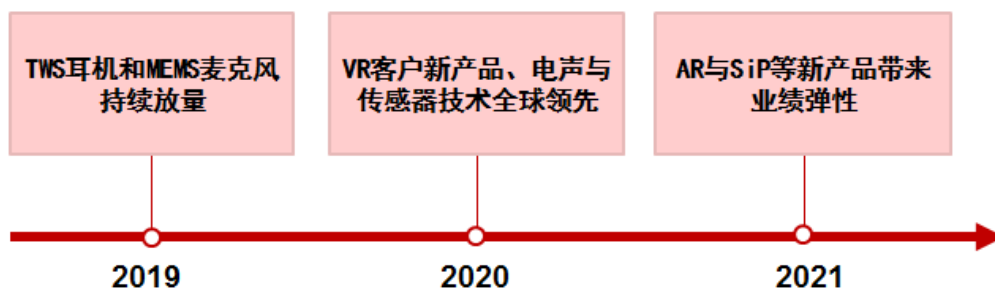 TWS耳机和MEMS麦克风
持续放量
VR客户新产品、电声与
传感器技术全球领先
AR与SiP等新产品带来
业绩弹性
2019
2020
2021